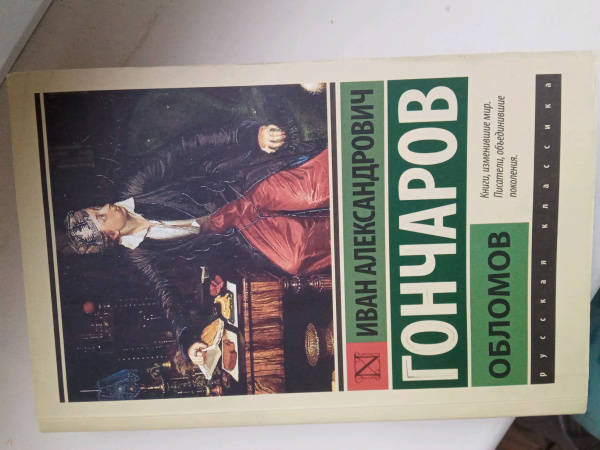 ИВАН АЛЕКСАНДРОВИЧ
ГОНЧАРОВ
ОБЛОМОВ
Книги, изменившие мир.
Писатели, объединившие
поколения.
русская классика